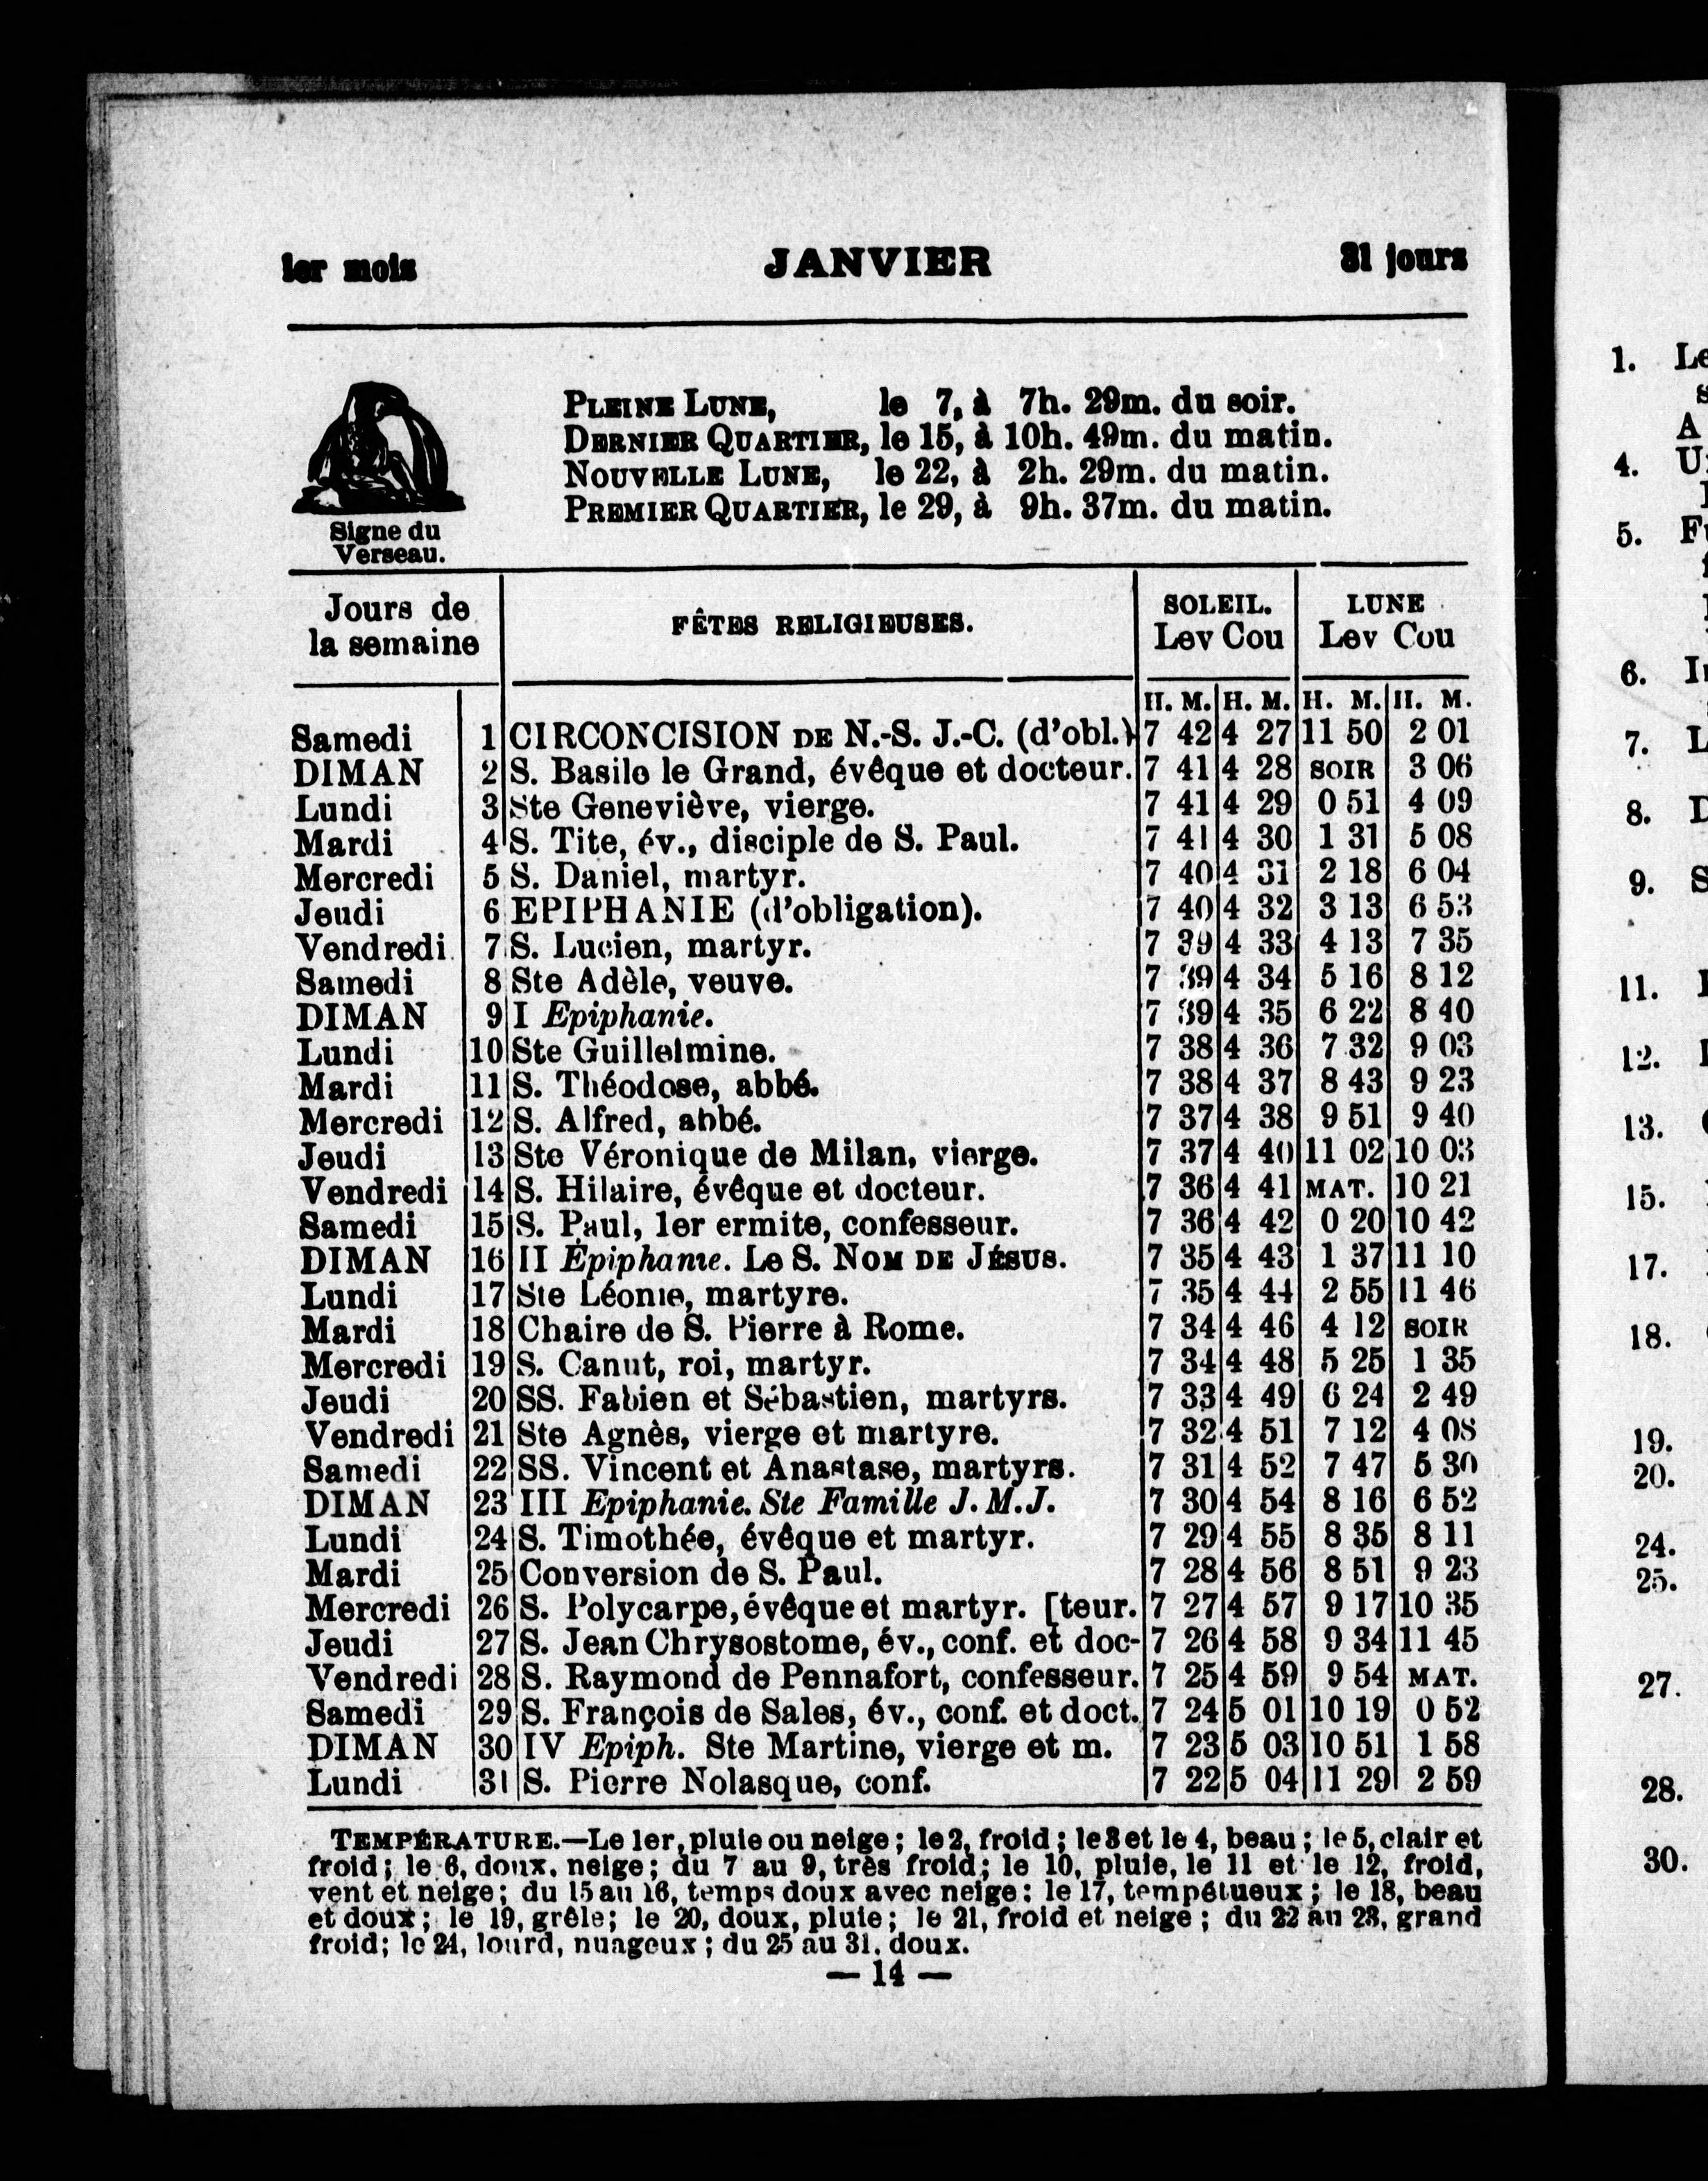 1er mois JANVIER 31 jours
PLEINE LUNE, le 7, à 7h. 29m. du soir.
DERNIER QUARTIER, le 15, à 10h. 49m. du matin.
NOUVELLE LUNE, le 22, à 2h. 29m. du matin.
PREMIER QUARTIER, le 29, à 9h. 37m. du matin.
Signe du
Verseau.
Jours de
la semaine
FÊTES RELIGIEUSES.
SOLEIL. LUNE
Lev Cou Lev Cou
H. M. H. M. H. M. H. M.
Samedi 1 CIRCONCISION DE N.-S. J.-C. (d'obl.) 7 42 4 27 11 50 2 01
DIMAN 2 S. Basile le Grand, évêque et docteur. 7 41 4 28 SOIR 3 06
Lundi 3 Ste Geneviève, vierge. 7 41 4 29 0 51 4 09
Mardi 4 S. Tite, év., disciple de S. Paul. 7 41 4 30 1 31 5 08
Mercredi 5 S. Daniel, martyr. 7 40 4 31 2 18 6 04
Jeudi 6 EPIPHANIE (d'obligation). 7 40 4 32 3 13 6 53
Vendredi 7 S. Lucien, martyr. 7 39 4 33 4 13 7 35
Samedi 8 Ste Adèle, veuve. 7 39 4 34 5 16 8 12
DIMAN 9 I Epiphanie. 7 39 4 35 6 22 8 40
Lundi 10 Ste Guillelmine. 7 38 4 36 7 32 9 03
Mardi 11 S. Théodose, abbé. 7 38 4 37 8 43 9 23
Mercredi 12 S. Alfred, abbé. 7 37 4 38 9 51 9 40
Jeudi 13 Ste Véronique de Milan, vierge. 7 37 4 40 11 02 10 03
Vendredi 14 S. Hilaire, évêque et docteur. 7 36 4 41 MAT. 10 21
Samedi 15 S. Paul, 1er ermite, confesseur. 7 36 4 42 0 20 10 42
DIMAN 16 II Épiphanie. Le S. NOM DE JÉSUS. 7 35 4 43 1 37 11 10
Lundi 17 Ste Léonie, martyre. 7 35 4 44 2 55 11 46
Mardi 18 Chaire de S. Pierre à Rome. 7 34 4 46 4 12 SOIR
Mercredi 19 S. Canut, roi, martyr. 7 34 4 48 5 25 1 35
Jeudi 20 SS. Fabien et Sébastien, martyrs. 7 33 4 49 6 24 2 49
Vendredi 21 Ste Agnès, vierge et martyre. 7 32 4 51 7 12 4 08
Samedi 22 SS. Vincent et Anastase, martyrs. 7 31 4 52 7 47 5 30
DIMAN 23 III Epiphanie. Ste Famille J. M. J. 7 30 4 54 8 16 6 52
Lundi 24 S. Timothée, évêque et martyr. 7 29 4 55 8 35 8 11
Mardi 25 Conversion de S. Paul. 7 28 4 56 8 51 9 23
Mercredi 26 S. Polycarpe, évêque et martyr. [teur. 7 27 4 57 9 17 10 35
Jeudi 27 S. Jean Chrysostome, év., conf. et doc- 7 26 4 58 9 34 11 45
Vendredi 28 S. Raymond de Pennafort, confesseur. 7 25 4 59 9 54 MAT.
Samedi 29 S. François de Sales, év., conf. et doct. 7 24 5 01 10 19 0 52
DIMAN 30 IV Epiph. Ste Martine, vierge et m. 7 23 5 03 10 51 1 58
Lundi 31 S. Pierre Nolasque, conf. 7 22 5 04 11 29 2 59
TEMPÉRATURE.—Le 1er, pluie ou neige; le 2, froid; le 3 et le 4, beau; le 5, clair et
froid; le 6, doux, neige; du 7 au 9, très froid; le 10, pluie, le 11 et le 12, froid,
vent et neige; du 15 au 16, temps doux avec neige; le 17, tempétueux; le 18, beau
et doux; le 19, grêle; le 20, doux, pluie; le 21, froid et neige; du 22 au 23, grand
froid; le 24, lourd, nuageux; du 25 au 31, doux.
— 14 —
1. Le
A
4.
5.
6.
7.
8.
9.
11.
12.
13.
15.
17.
18.
19.
20.
24.
25.
27.
28.
30.